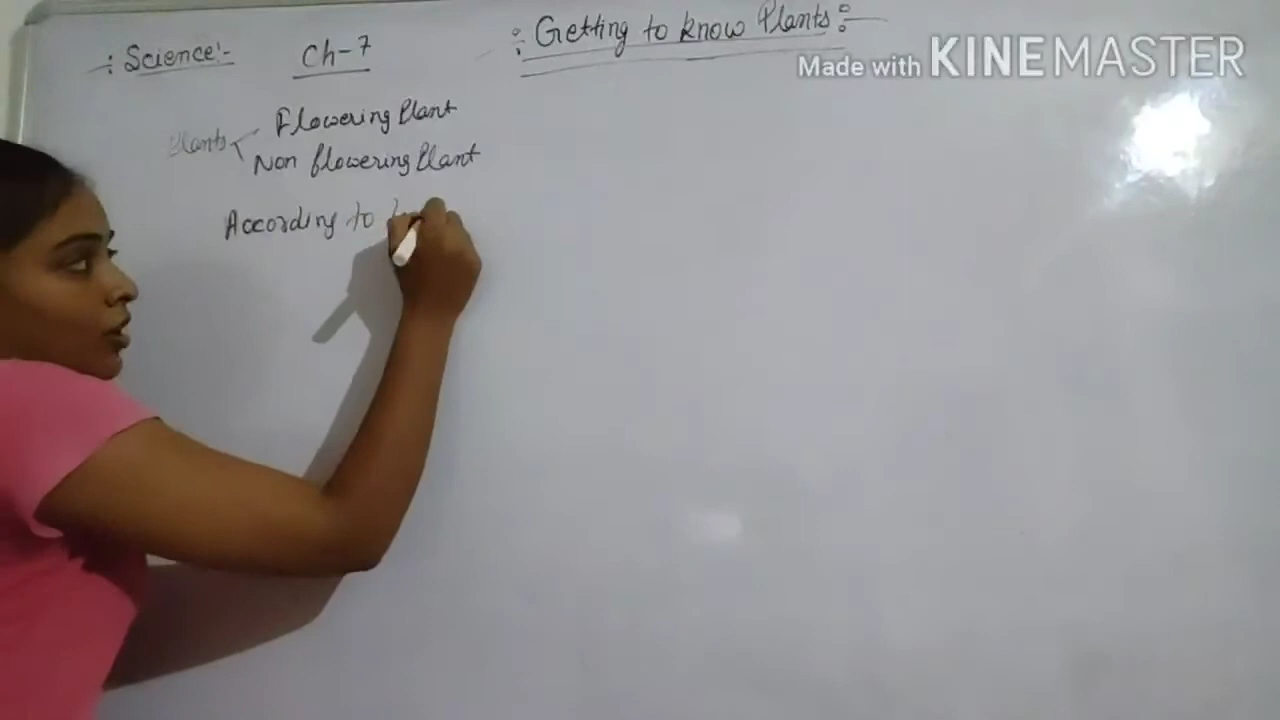 : Science:-
Ch-7
: Getting to know Plants :
Made with KINEMASTER
Plants
Flowering Plant
Non flowering Plant
According to